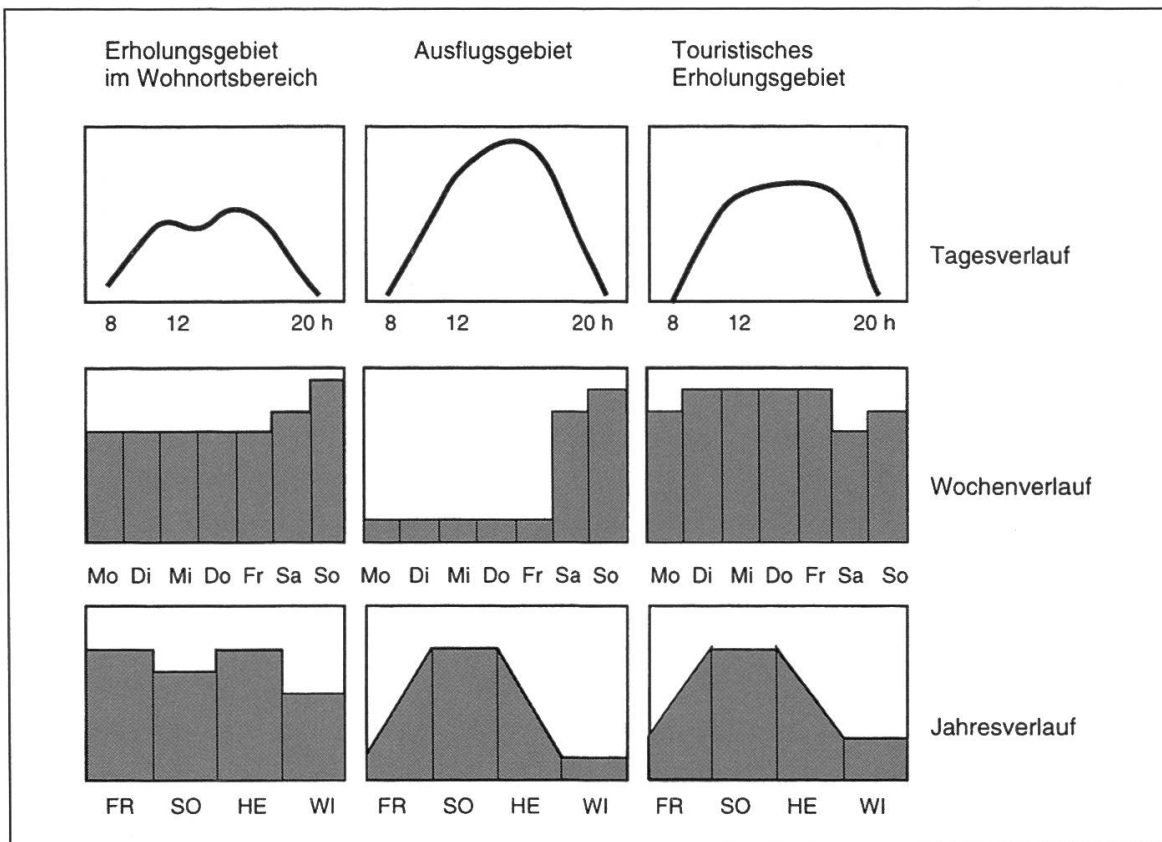 Erholungsgebiet
im Wohnortsbereich
Ausflugsgebiet
Touristisches
Erholungsgebiet
8 12 20 h
8 12 20 h
8 12 20 h
Tagesverlauf
Mo Di Mi Do Fr Sa So
Mo Di Mi Do Fr Sa So
Mo Di Mi Do Fr Sa So
Wochenverlauf
FR SO HE WI
FR SO HE WI
FR SO HE WI
Jahresverlauf